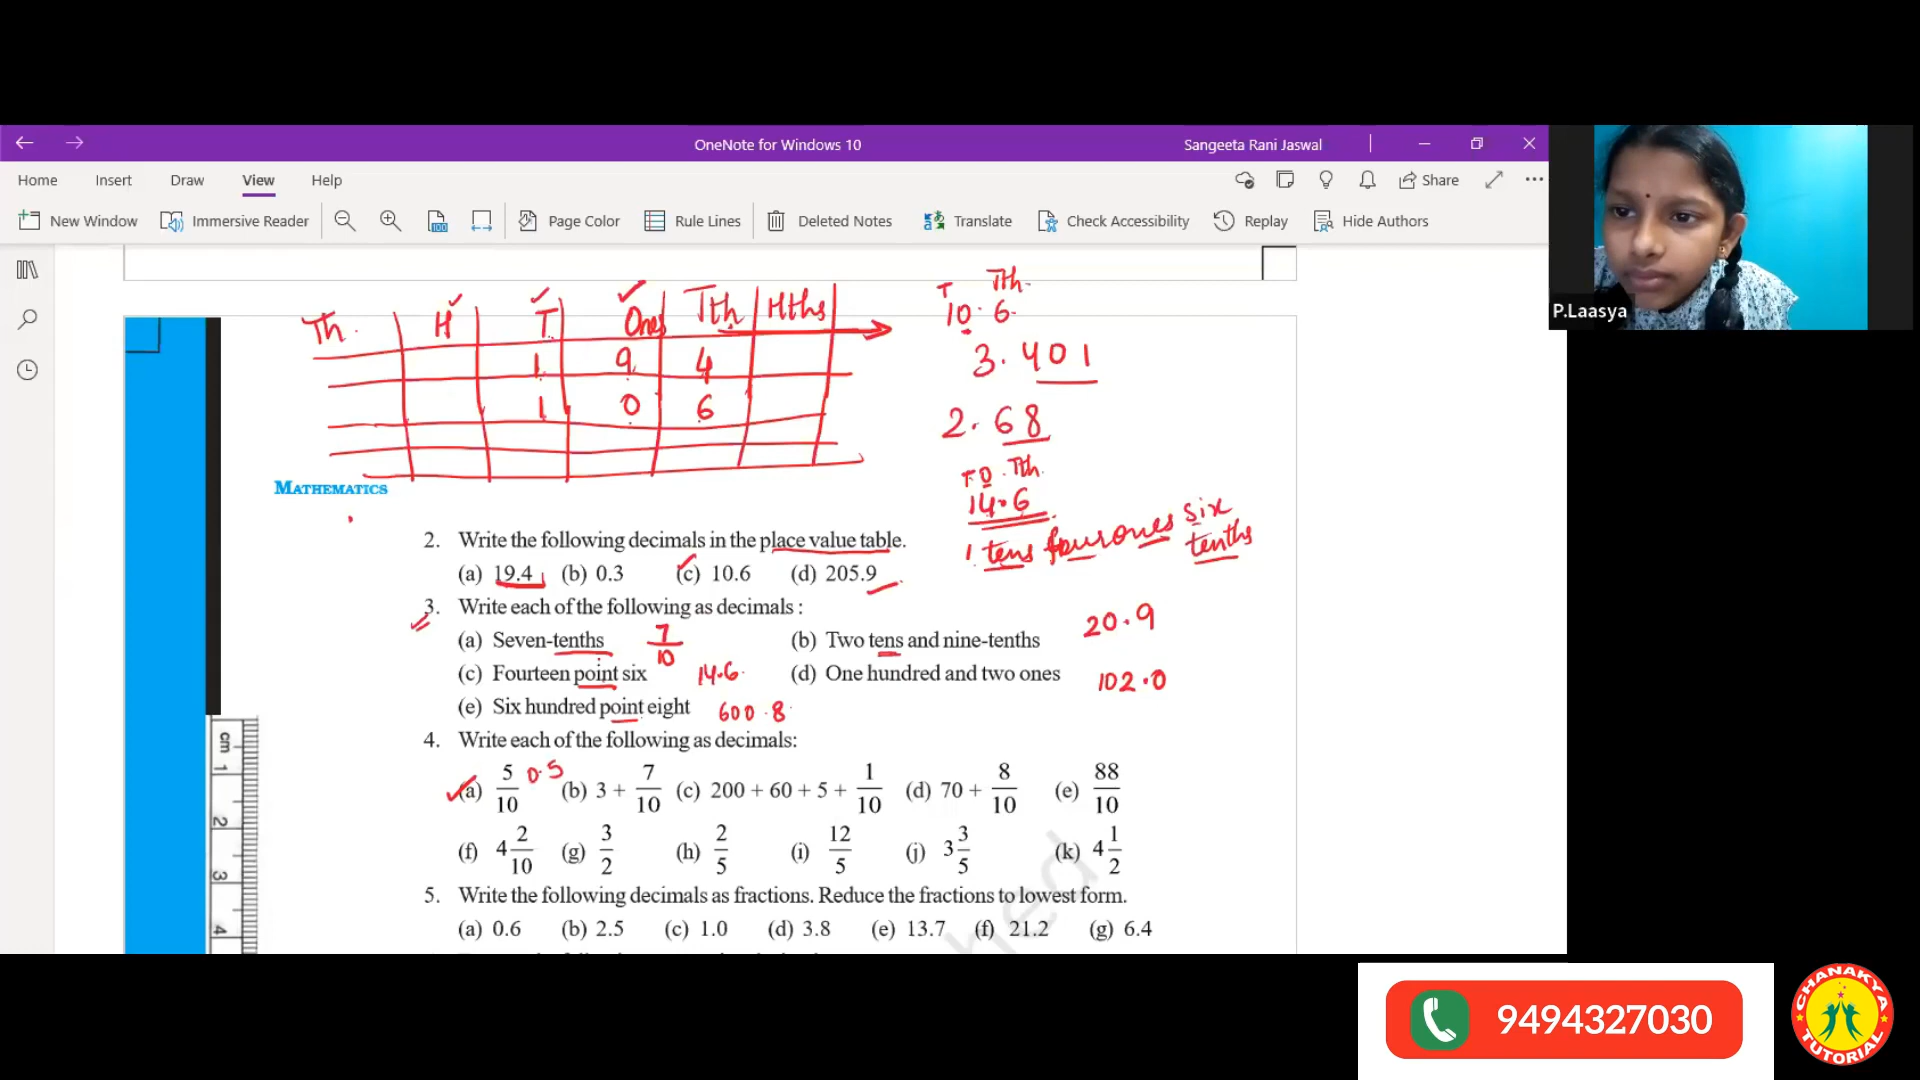 OneNote for Windows 10
Sangeeta Rani Jaswal
Home Insert Draw View Help
Share
New Window Immersive Reader Page Color Rule Lines Deleted Notes Translate Check Accessibility Replay Hide Authors
P.Laasya
Th. H T Ones Tth Hths
1 9 4
1 0 6
T Tth.
10.6.
3.401
2.68
T O. Tth.
14.6
1 tens four ones six tenths
MATHEMATICS
2. Write the following decimals in the place value table.
(a) 19.4 (b) 0.3 (c) 10.6 (d) 205.9
3. Write each of the following as decimals :
(a) Seven-tenths 7/10 (b) Two tens and nine-tenths 20.9
(c) Fourteen point six 14.6. (d) One hundred and two ones 102.0
(e) Six hundred point eight 600.8
4. Write each of the following as decimals:
(a) 5/10 0.5 (b) 3 + 7/10 (c) 200 + 60 + 5 + 1/10 (d) 70 + 8/10 (e) 88/10
(f) 4 2/10 (g) 3/2 (h) 2/5 (i) 12/5 (j) 3 3/5 (k) 4 1/2
5. Write the following decimals as fractions. Reduce the fractions to lowest form.
(a) 0.6 (b) 2.5 (c) 1.0 (d) 3.8 (e) 13.7 (f) 21.2 (g) 6.4
cm 1 2 3 4
9494327030
CHANAKYA TUTORIAL